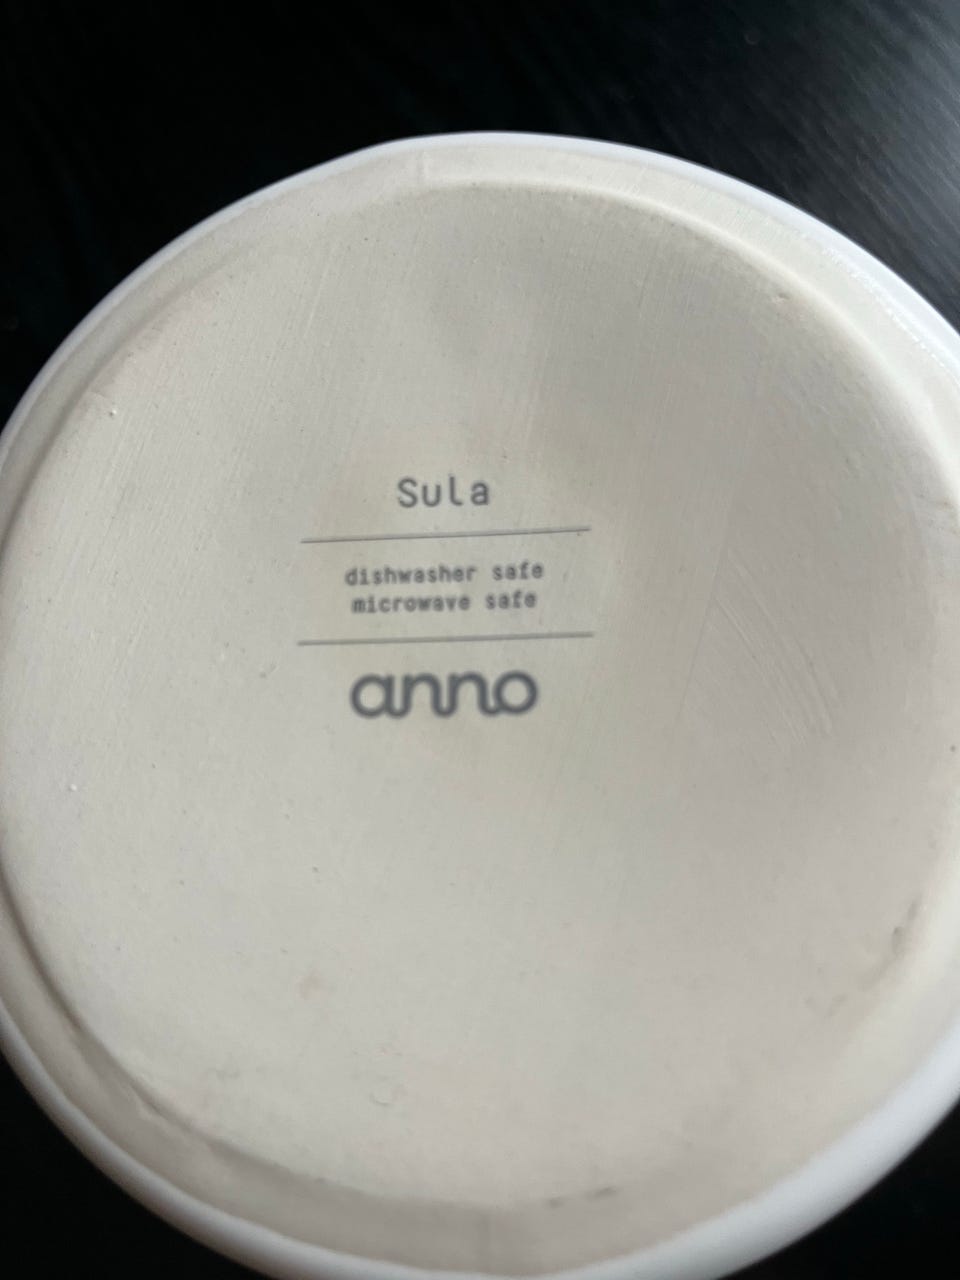 Sula
dishwasher safe
microwave safe
anno